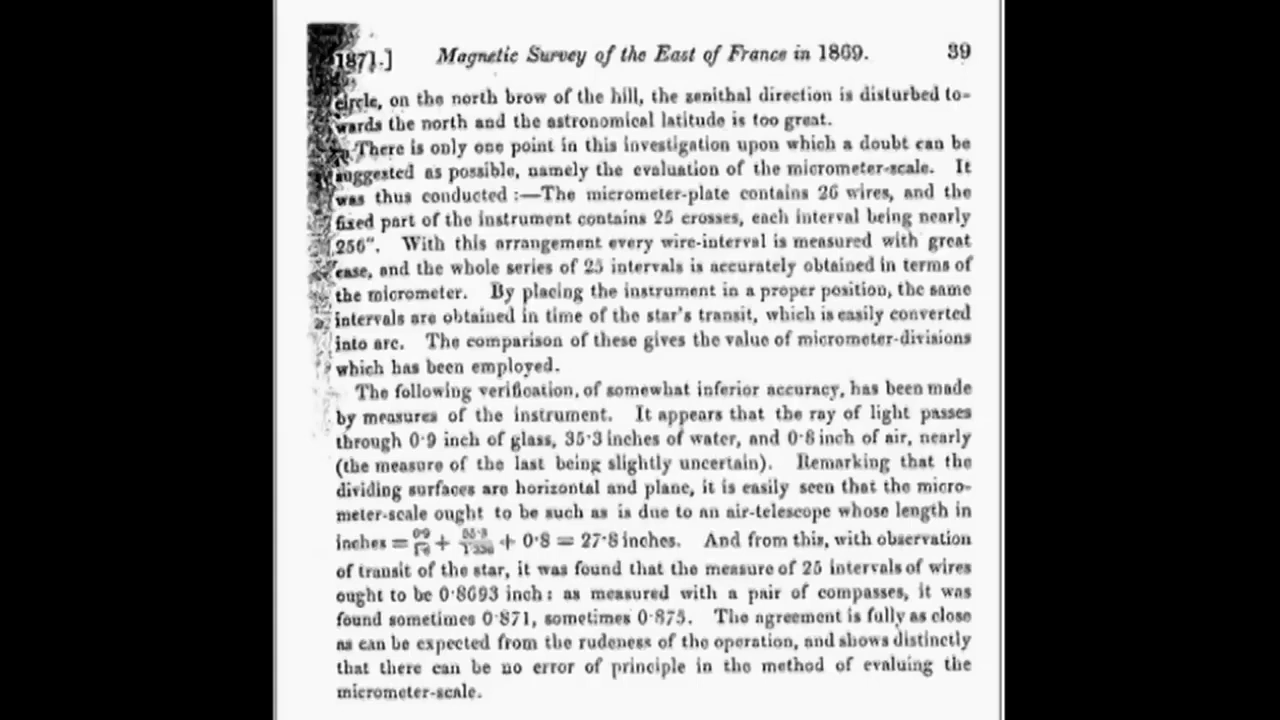 1871.] Magnetic Survey of the East of France in 1869. 39
circle, on the north brow of the hill, the zenithal direction is disturbed to-
wards the north and the astronomical latitude is too great.
There is only one point in this investigation upon which a doubt can be
suggested as possible, namely the evaluation of the micrometer-scale. It
was thus conducted :—The micrometer-plate contains 26 wires, and the
fixed part of the instrument contains 25 crosses, each interval being nearly
256″. With this arrangement every wire-interval is measured with great
ease, and the whole series of 25 intervals is accurately obtained in terms of
the micrometer. By placing the instrument in a proper position, the same
intervals are obtained in time of the star's transit, which is easily converted
into arc. The comparison of these gives the value of micrometer-divisions
which has been employed.
The following verification, of somewhat inferior accuracy, has been made
by measures of the instrument. It appears that the ray of light passes
through 0·9 inch of glass, 35·3 inches of water, and 0·8 inch of air, nearly
(the measure of the last being slightly uncertain). Remarking that the
dividing surfaces are horizontal and plane, it is easily seen that the micro-
meter-scale ought to be such as is due to an air-telescope whose length in
inches = + + 0·8 = 27·8 inches. And from this, with observation
of transit of the star, it was found that the measure of 25 intervals of wires
ought to be 0·8693 inch: as measured with a pair of compasses, it was
found sometimes 0·871, sometimes 0·875. The agreement is fully as close
as can be expected from the rudeness of the operation, and shows distinctly
that there can be no error of principle in the method of evaluing the
micrometer-scale.